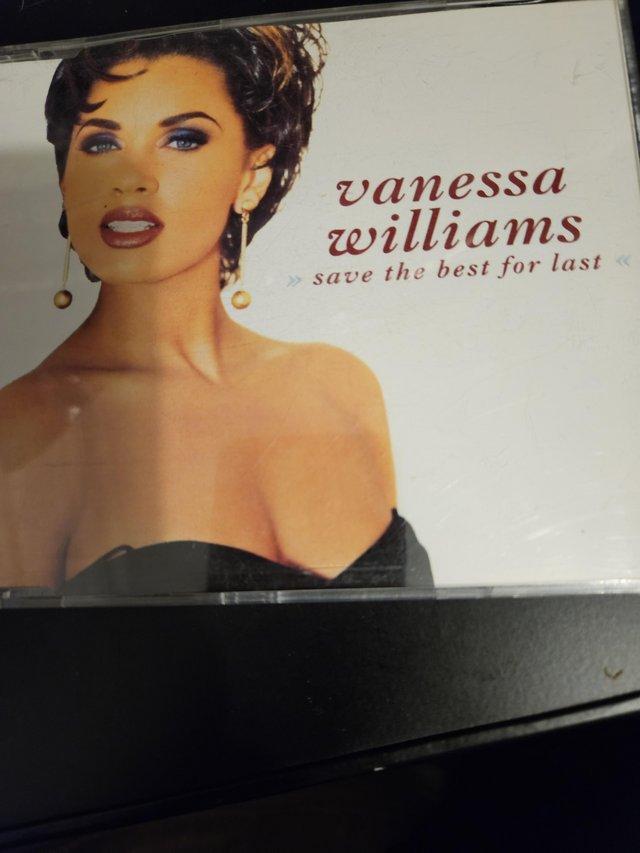 vanessa
williams
» save the best for last «